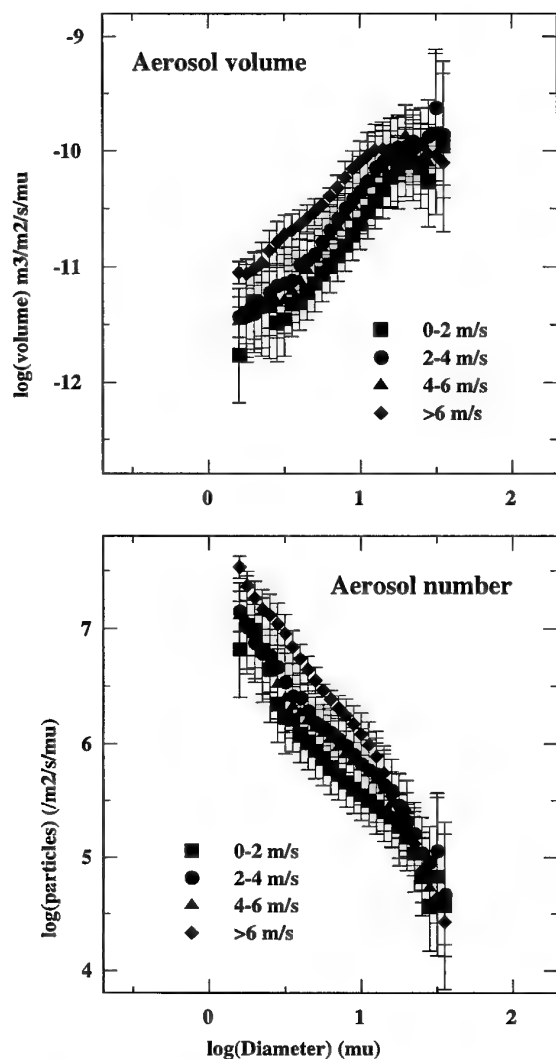 -9
Aerosol volume
-10
-11
-12
log(volume) m3/m2/s/mu
0-2 m/s
2-4 m/s
4-6 m/s
>6 m/s
0 1 2
Aerosol number
7
6
5
4
log(particles) (/m2/s/mu)
0-2 m/s
2-4 m/s
4-6 m/s
>6 m/s
0 1 2
log(Diameter) (mu)